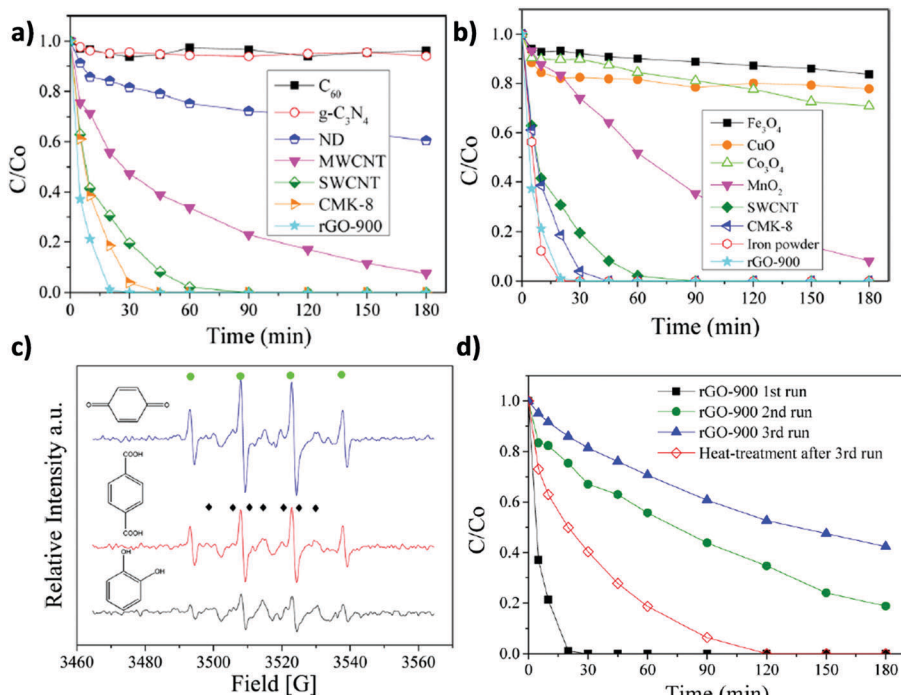 a)
C/Co
1.0
0.8
0.6
0.4
0.2
0.0
C60
g-C3N4
ND
MWCNT
SWCNT
CMK-8
rGO-900
0 30 60 90 120 150 180
Time (min)
b)
C/Co
1.0
0.8
0.6
0.4
0.2
0.0
Fe3O4
CuO
Co3O4
MnO2
SWCNT
CMK-8
Iron powder
rGO-900
0 30 60 90 120 150 180
Time (min)
c)
Relative Intensity a.u.
O O
COOH
COOH
OH
OH
3460 3480 3500 3520 3540 3560
Field [G]
d)
C/Co
1.0
0.8
0.6
0.4
0.2
0.0
rGO-900 1st run
rGO-900 2nd run
rGO-900 3rd run
Heat-treatment after 3rd run
0 30 60 90 120 150 180
Time (min)